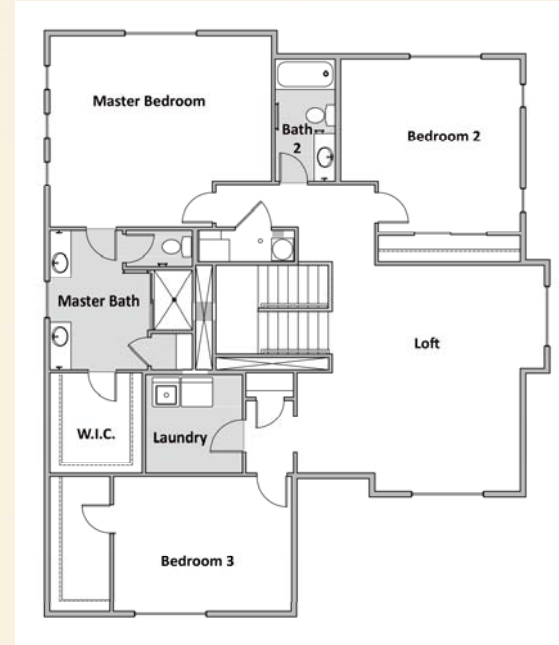 Master Bedroom
Bath
2
Bedroom 2
Master Bath
Loft
W.I.C.
Laundry
Bedroom 3